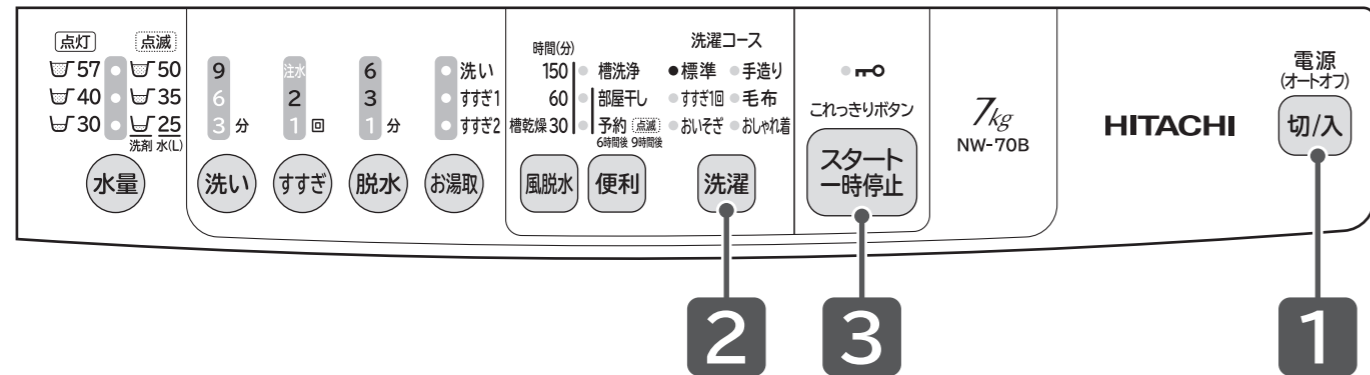 点灯 点滅
57 50
40 35
30 25
洗剤 水(L)
水量
9
6
3 分
洗い
注水
2
1 回
すすぎ
6
3
1 分
脱水
洗い
すすぎ1
すすぎ2
お湯取
時間(分)
150 槽洗浄
60 部屋干し
槽乾燥 30 予約 点滅
6時間後 9時間後
風脱水 便利
洗濯コース
標準 手造り
すすぎ1回 毛布
おいそぎ おしゃれ着
洗濯
これっきりボタン
スタート
一時停止
7kg
NW-70B
HITACHI
電源
(オートオフ)
切/入
2 3 1